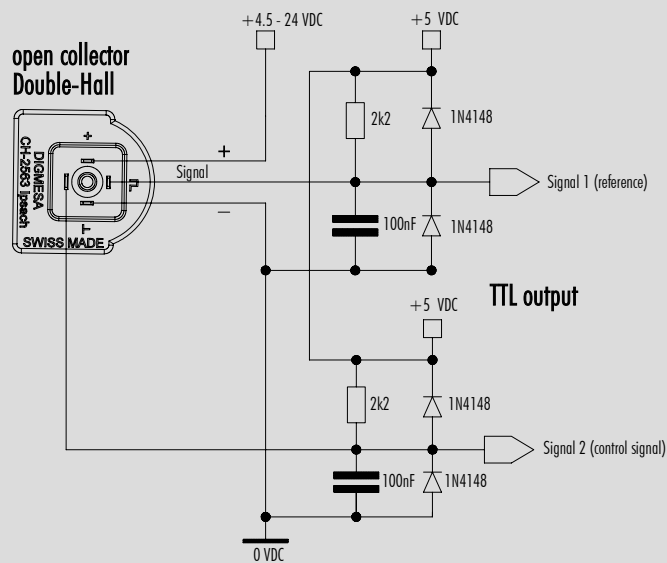 +4.5 - 24 VDC
+5 VDC
open collector
Double-Hall
2k2
1N4148
+
+
DIGMESA
CH-2563 ipsach
SWISS MADE
Signal
Signal 1 (reference)
–
100nF
1N4148
TTL output
+5 VDC
2k2
1N4148
Signal 2 (control signal)
100nF
1N4148
0 VDC